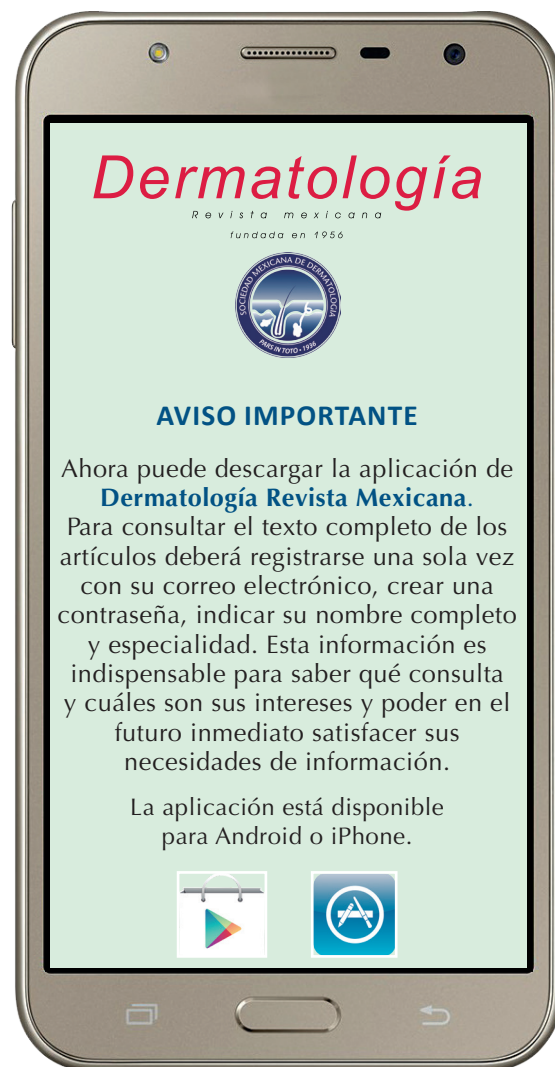 Dermatología
Revista mexicana
fundada en 1956
SOCIEDAD MEXICANA DE DERMATOLOGÍA
PARS IN TOTO • 1936
AVISO IMPORTANTE
Ahora puede descargar la aplicación de
Dermatología Revista Mexicana.
Para consultar el texto completo de los
artículos deberá registrarse una sola vez
con su correo electrónico, crear una
contraseña, indicar su nombre completo
y especialidad. Esta información es
indispensable para saber qué consulta
y cuáles son sus intereses y poder en el
futuro inmediato satisfacer sus
necesidades de información.
La aplicación está disponible
para Android o iPhone.